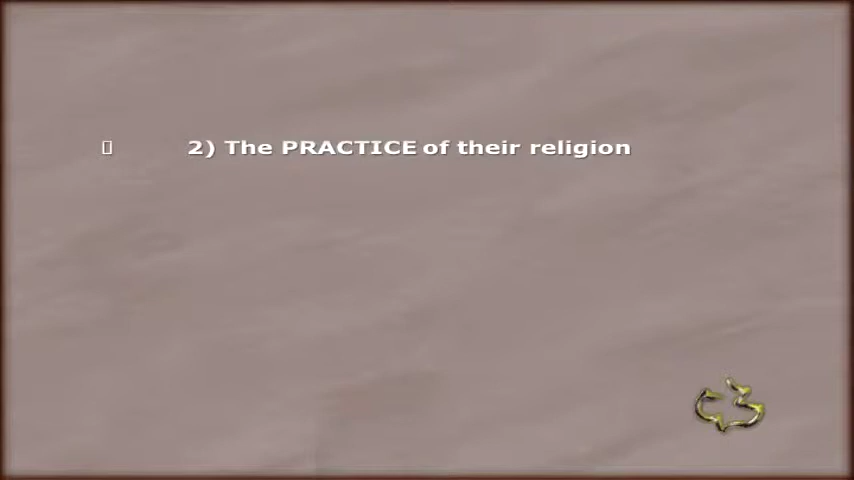 2) The PRACTICE of their religion